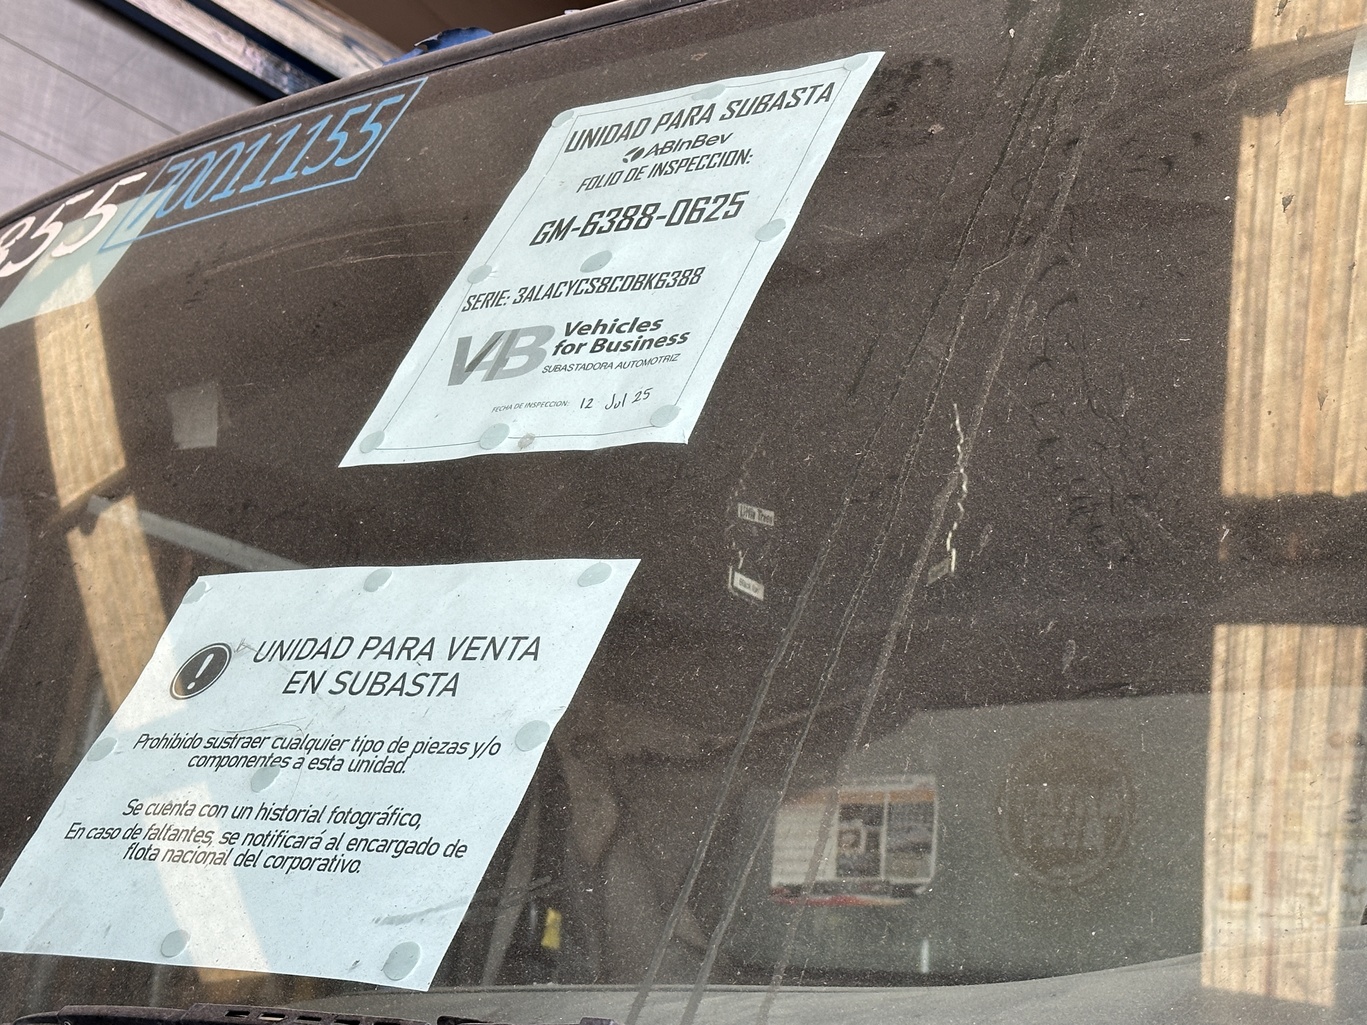 855
70011155
UNIDAD PARA SUBASTA
ABInBev
FOLIO DE INSPECCION:
GM-6388-0625
SERIE: 3ALACYCS8CDBK6388
V4B Vehicles
for Business
SUBASTADORA AUTOMOTRIZ
FECHA DE INSPECCION: 12 Jul 25
Little Trees
UNIDAD PARA VENTA
EN SUBASTA
Prohibido sustraer cualquier tipo de piezas y/o
componentes a esta unidad.
Se cuenta con un historial fotográfico,
En caso de faltantes, se notificará al encargado de
flota nacional del corporativo.